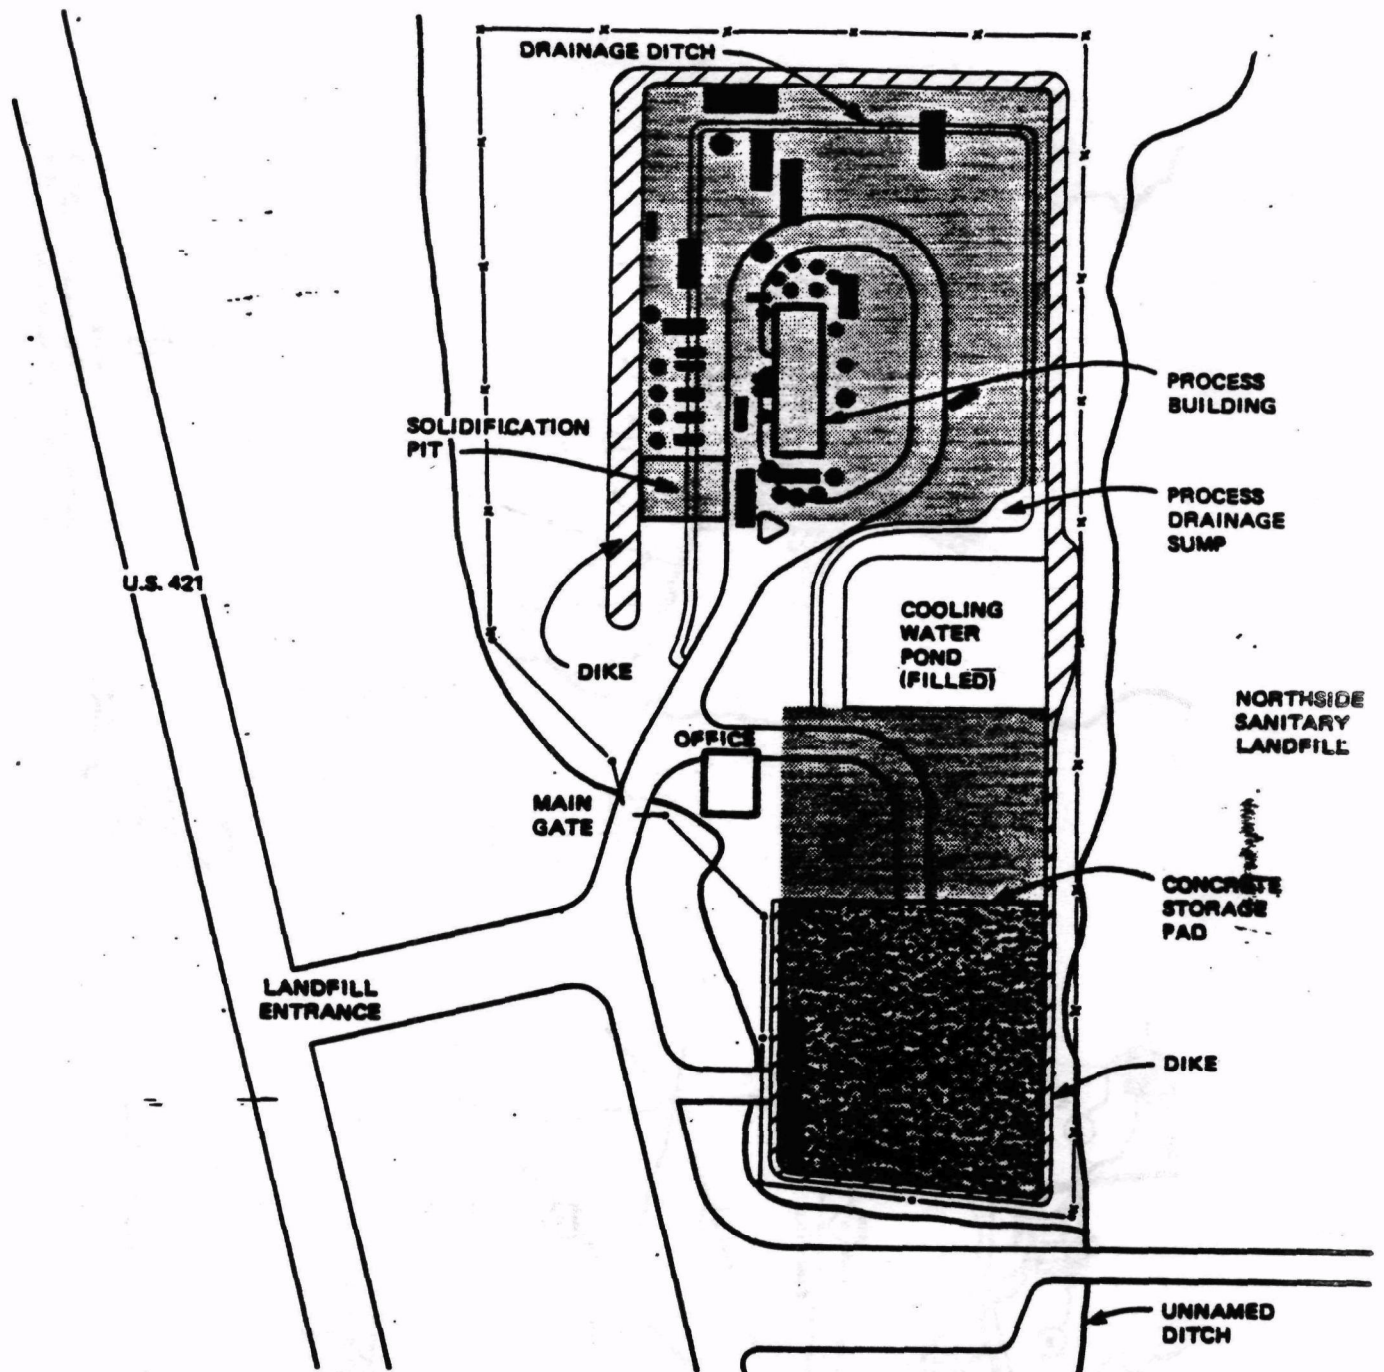 DRAINAGE DITCH
PROCESS
BUILDING
SOLIDIFICATION
PIT
PROCESS
DRAINAGE
SUMP
U.S. 421
COOLING
WATER
POND
(FILLED)
DIKE
NORTHSIDE
SANITARY
LANDFILL
OFFICE
MAIN
GATE
CONCRETE
STORAGE
PAD
LANDFILL
ENTRANCE
DIKE
UNNAMED
DITCH